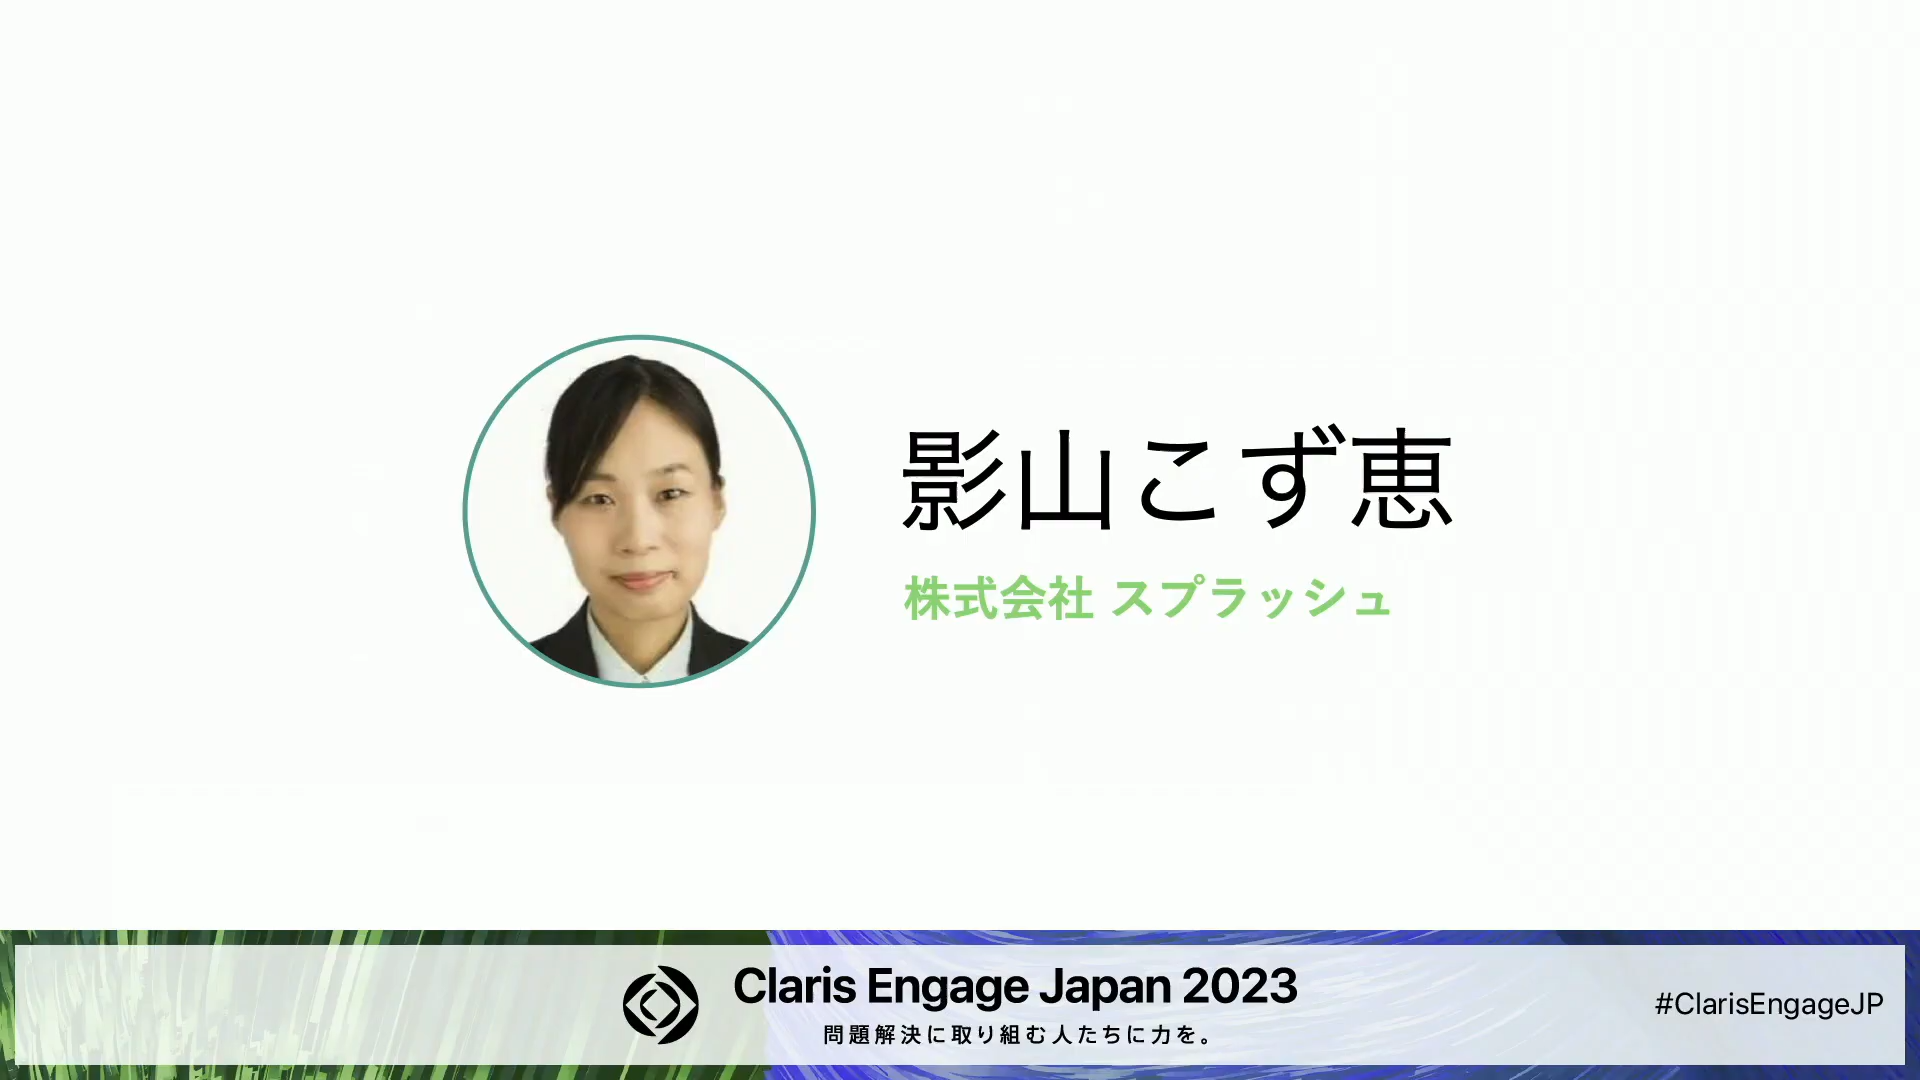 影山こず恵
株式会社 スプラッシュ
Claris Engage Japan 2023
問題解決に取り組む人たちに力を。
#ClarisEngageJP